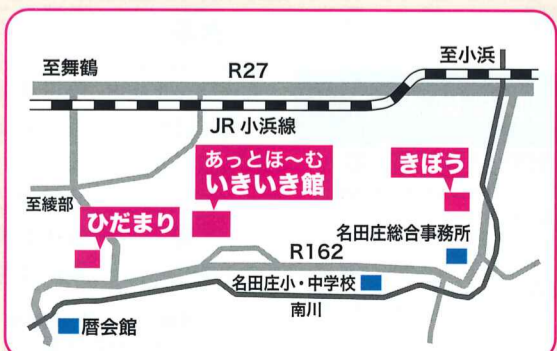 至小浜
至舞鶴
R27
JR 小浜線
あっとほ〜む
いきいき館
きぼう
至綾部
ひだまり
名田庄総合事務所
R162
名田庄小・中学校
南川
暦会館